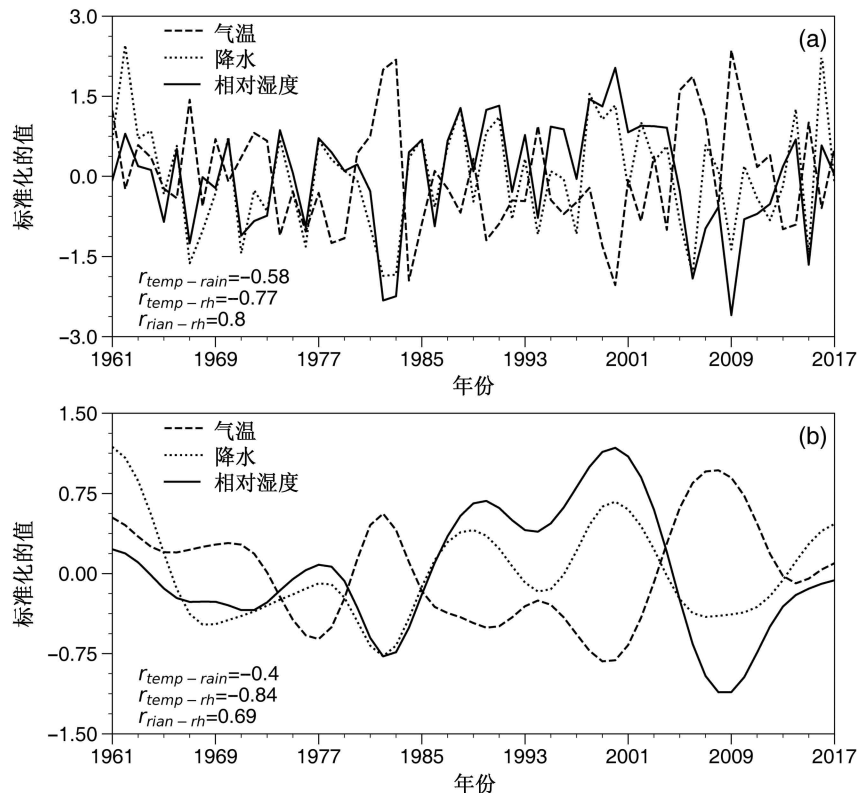 3.0
(a)
气温
降水
相对湿度
1.5
0.0
−1.5
−3.0
标准化的值
r_temp−rain=−0.58
r_temp−rh=−0.77
r_rian−rh=0.8
1961 1969 1977 1985 1993 2001 2009 2017
年份
1.50
(b)
气温
降水
相对湿度
0.75
0.00
−0.75
−1.50
标准化的值
r_temp−rain=−0.4
r_temp−rh=−0.84
r_rian−rh=0.69
1961 1969 1977 1985 1993 2001 2009 2017
年份